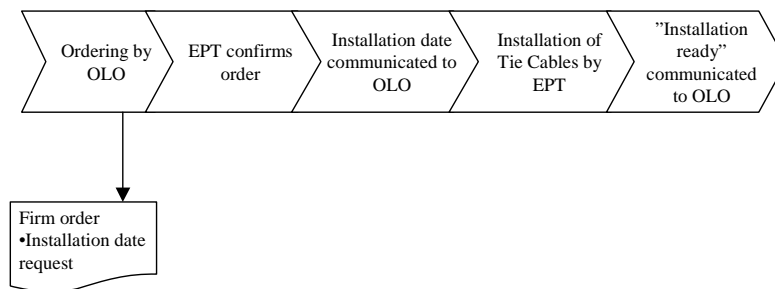 Ordering by
OLO
EPT confirms
order
Installation date
communicated to
OLO
Installation of
Tie Cables by
EPT
”Installation
ready”
communicated
to OLO
Firm order
•Installation date
request